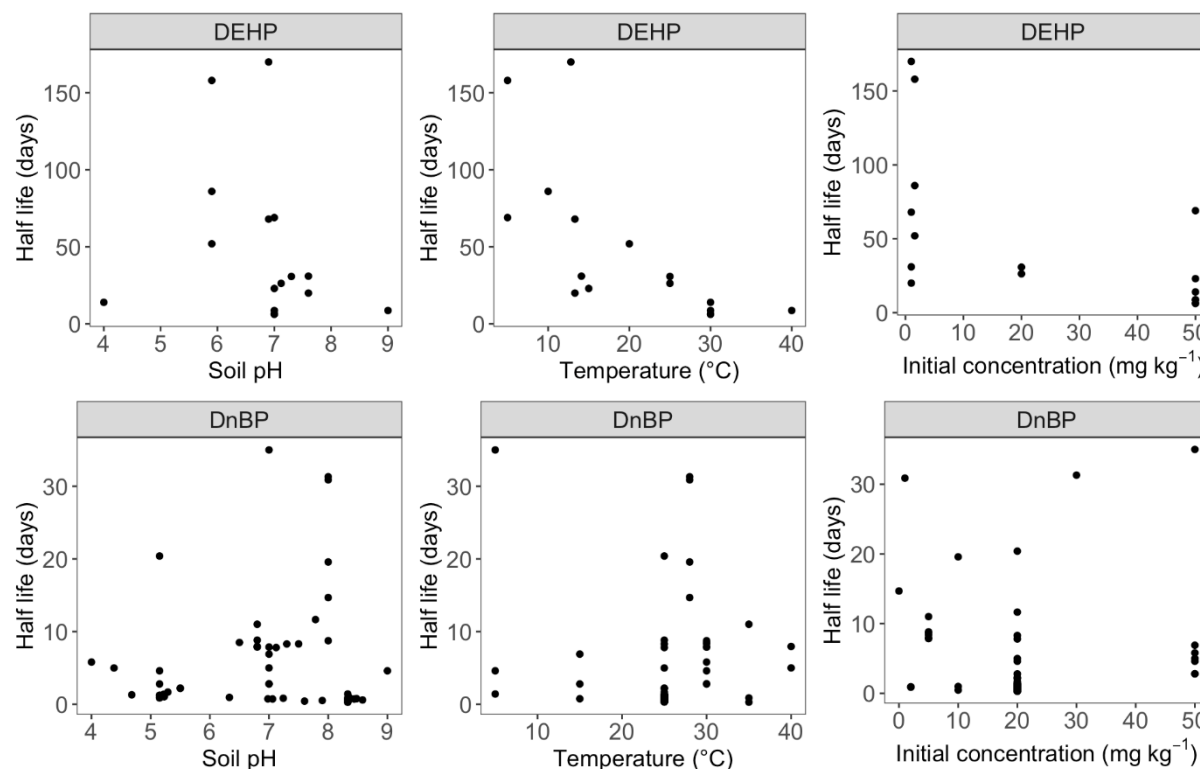 DEHP
DEHP
DEHP
Half life (days)
150
100
50
0
4 5 6 7 8 9
Soil pH
Half life (days)
150
100
50
0
10 20 30 40
Temperature (°C)
Half life (days)
150
100
50
0
0 10 20 30 40 50
Initial concentration (mg kg⁻¹)
DnBP
DnBP
DnBP
Half life (days)
30
20
10
0
4 5 6 7 8 9
Soil pH
Half life (days)
30
20
10
0
10 20 30 40
Temperature (°C)
Half life (days)
30
20
10
0
0 10 20 30 40 50
Initial concentration (mg kg⁻¹)